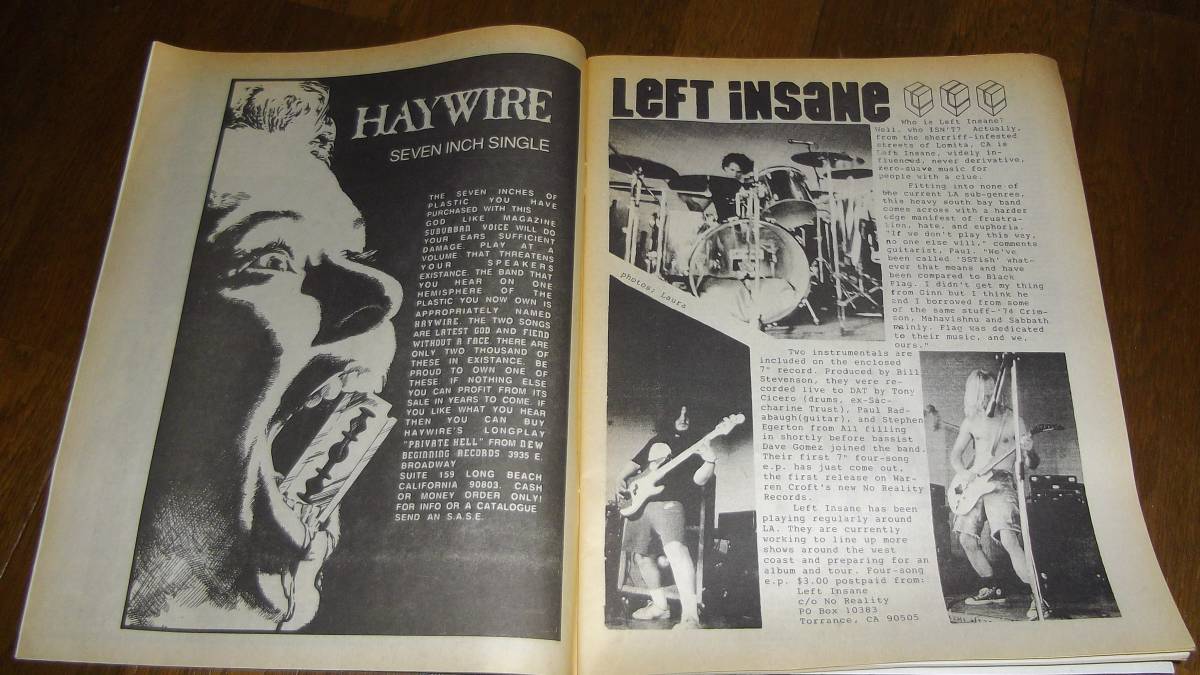 HAYWIRE
SEVEN INCH SINGLE
THE SEVEN INCHES OF
PLASTIC YOU HAVE
PURCHASED WITH THIS
GOD LIKE MAGAZINE
SUBURBAN VOICE WILL DO
YOUR EARS SUFFICIENT
DAMAGE. PLAY AT A
VOLUME THAT THREATENS
YOUR SPEAKERS
EXISTANCE. THE BAND THAT
YOU HEAR ON ONE
HEMISPHERE OF THE
PLASTIC YOU NOW OWN IS
APPROPRIATELY NAMED
HAYWIRE. THE TWO SONGS
ARE LATEST GOD AND FIEND
WITHOUT A FACE. THERE ARE
ONLY TWO THOUSAND OF
THESE IN EXISTANCE. BE
PROUD TO OWN ONE OF
THESE. IF NOTHING ELSE
YOU CAN PROFIT FROM ITS
SALE IN YEARS TO COME. IF
YOU LIKE WHAT YOU HEAR
THEN YOU CAN BUY
HAYWIRE'S LONGPLAY
"PRIVATE HELL" FROM NEW
BEGINNING RECORDS 3935 E.
BROADWAY
SUITE 159 LONG BEACH
CALIFORNIA 90803. CASH
OR MONEY ORDER ONLY!
FOR INFO OR A CATALOGUE
SEND AN S.A.S.E.
LeFT iNSaNe
Who is Left Insane?
Well, who ISN'T? Actually,
from the sherriff-infested
streets of Lomita, CA is
Left Insane, widely in-
fluenced, never derivative,
zero-suave music for
people with a clue.
Fitting into none of
the current LA sub-genres,
this heavy south bay band
comes across with a harder
edge manifest of frustra-
tion, hate, and euphoria.
"If we don't play this way,
no one else will," comments
guitarist, Paul. "We've
been called 'SSTish' what-
ever that means and have
been compared to Black
Flag. I didn't get my thing
from Ginn but I think he
and I borrowed from some
of the same stuff-'74 Crim-
son, Mahavishnu and Sabbath
mainly. Flag was dedicated
to their music, and we,
ours."
photos: Laura
Two instrumentals are
included on the enclosed
7" record. Produced by Bill
Stevenson, they were re-
corded live to DAT by Tony
Cicero (drums, ex-Sac-
charine Trust), Paul Rad-
abaugh(guitar), and Stephen
Egerton from All filling
in shortly before bassist
Dave Gomez joined the band.
Their first 7" four-song
e.p. has just come out,
the first release on War-
ren Croft's new No Reality
Records.
Left Insane has been
playing regularly around
LA. They are currently
working to line up more
shows around the west
coast and preparing for an
album and tour. Four-song
e.p. $3.00 postpaid from:
Left Insane
c/o No Reality
PO Box 10383
Torrance, CA 90505